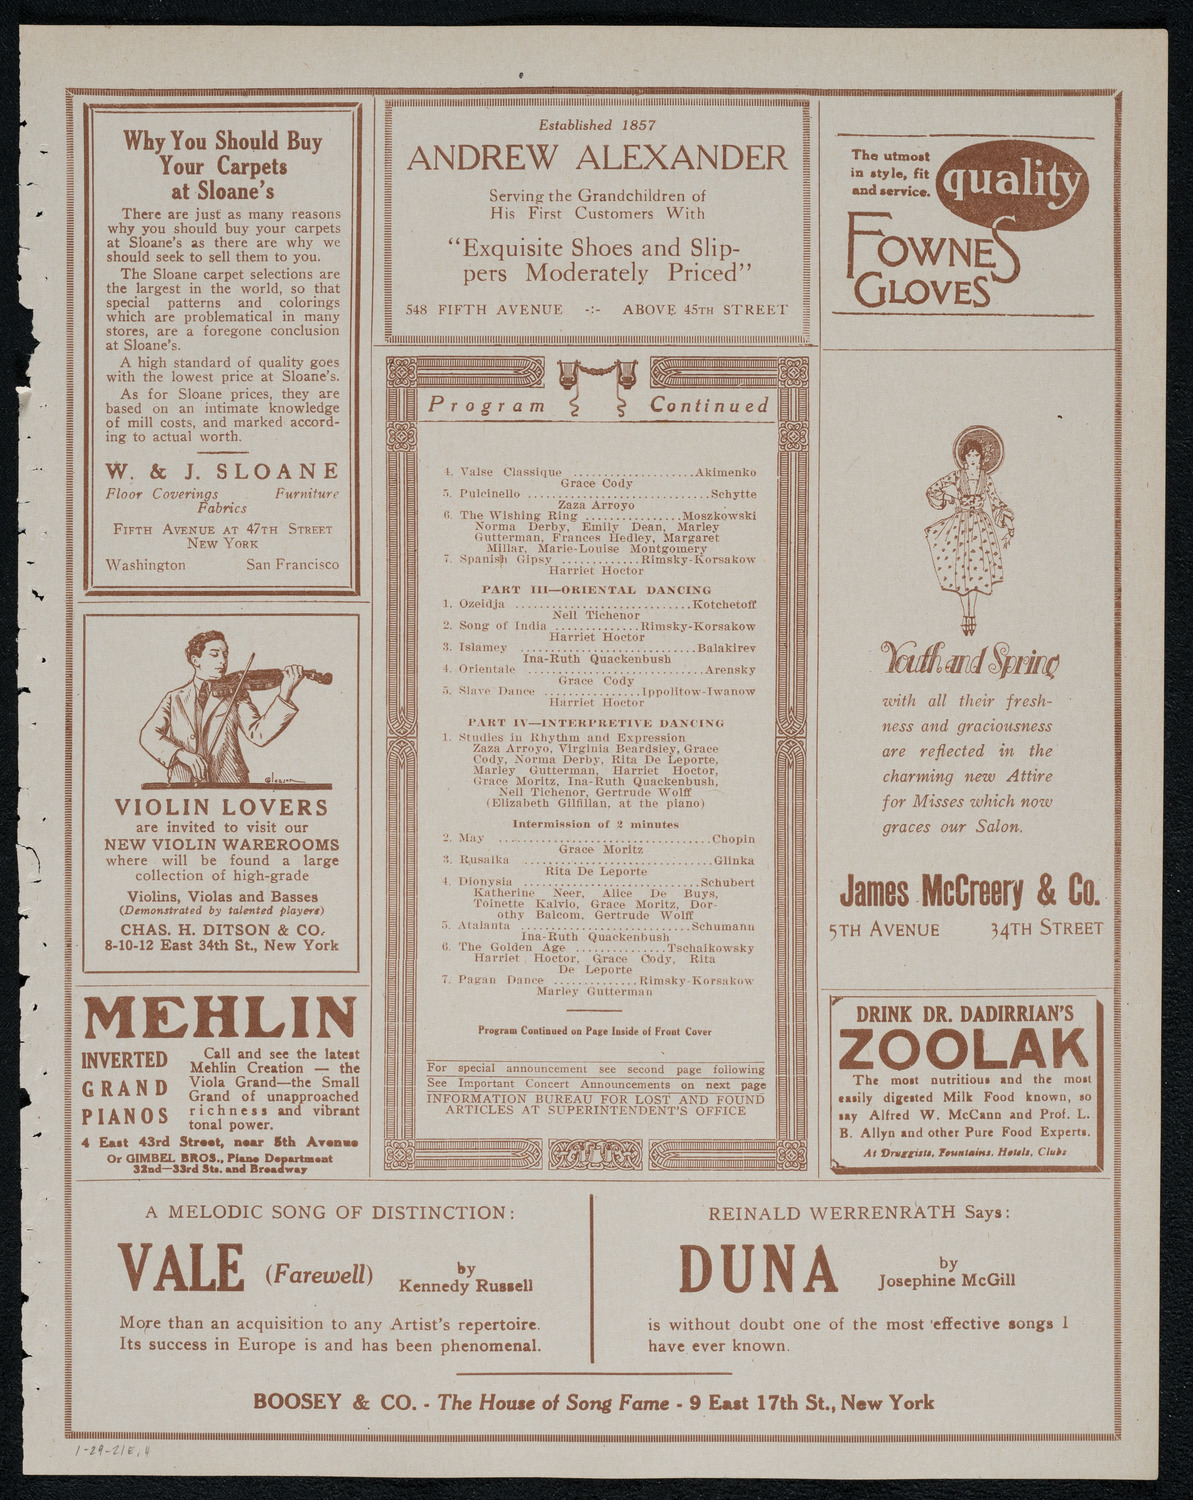 Why You Should Buy
Your Carpets
at Sloane's
There are just as many reasons
why you should buy your carpets
at Sloane's as there are why we
should seek to sell them to you.
The Sloane carpet selections are
the largest in the world, so that
special patterns and colorings
which are problematical in many
stores, are a foregone conclusion
at Sloane's.
A high standard of quality goes
with the lowest price at Sloane's.
As for Sloane prices, they are
based on an intimate knowledge
of mill costs, and marked accord-
ing to actual worth.
W. & J. SLOANE
Floor Coverings Furniture
Fabrics
FIFTH AVENUE AT 47TH STREET
NEW YORK
Washington San Francisco
VIOLIN LOVERS
are invited to visit our
NEW VIOLIN WAREROOMS
where will be found a large
collection of high-grade
Violins, Violas and Basses
(Demonstrated by talented players)
CHAS. H. DITSON & CO.
8-10-12 East 34th St., New York
MEHLIN
INVERTED
GRAND
PIANOS
Call and see the latest
Mehlin Creation — the
Viola Grand—the Small
Grand of unapproached
richness and vibrant
tonal power.
4 East 43rd Street, near 5th Avenue
Or GIMBEL BROS., Piano Department
32nd—33rd Sts. and Broadway
Established 1857
ANDREW ALEXANDER
Serving the Grandchildren of
His First Customers With
"Exquisite Shoes and Slip-
pers Moderately Priced"
548 FIFTH AVENUE -:- ABOVE 45TH STREET
Program Continued
4. Valse Classique ....................Akimenko
Grace Cody
5. Pulcinello ..............................Schytte
Zaza Arroyo
6. The Wishing Ring ................Moszkowski
Norma Derby, Emily Dean, Marley
Gutterman, Frances Hedley, Margaret
Millar, Marie-Louise Montgomery
7. Spanish Gipsy .............Rimsky-Korsakow
Harriet Hoctor
PART III—ORIENTAL DANCING
1. Ozeidja .............................Kotchetoff
Nell Tichenor
2. Song of India ..............Rimsky-Korsakow
Harriet Hoctor
3. Islamey .............................Balakirev
Ina-Ruth Quackenbush
4. Orientale ..............................Arensky
Grace Cody
5. Slave Dance ................Ippolitow-Iwanow
Harriet Hoctor
PART IV—INTERPRETIVE DANCING
1. Studies in Rhythm and Expression
Zaza Arroyo, Virginia Beardsley, Grace
Cody, Norma Derby, Rita De Leporte,
Marley Gutterman, Harriet Hoctor,
Grace Moritz, Ina-Ruth Quackenbush,
Nell Tichenor, Gertrude Wolff
(Elizabeth Gilfillan, at the piano)
Intermission of 2 minutes
2. May ...................................Chopin
Grace Moritz
3. Rusalka ...............................Glinka
Rita De Leporte
4. Dionysia .............................Schubert
Katherine Neer, Alice De Buys,
Toinette Kalvio, Grace Moritz, Dor-
othy Balcom, Gertrude Wolff
5. Atalanta ............................Schumann
Ina-Ruth Quackenbush
6. The Golden Age ...............Tschaikowsky
Harriet Hoctor, Grace Cody, Rita
De Leporte
7. Pagan Dance ..............Rimsky-Korsakow
Marley Gutterman
Program Continued on Page Inside of Front Cover
For special announcement see second page following
See Important Concert Announcements on next page
INFORMATION BUREAU FOR LOST AND FOUND
ARTICLES AT SUPERINTENDENT'S OFFICE
The utmost
in style, fit
and service.
quality
FOWNES
GLOVES
Youth and Spring
with all their fresh-
ness and graciousness
are reflected in the
charming new Attire
for Misses which now
graces our Salon.
James McCreery & Co.
5TH AVENUE 34TH STREET
DRINK DR. DADIRRIAN'S
ZOOLAK
The most nutritious and the most
easily digested Milk Food known, so
say Alfred W. McCann and Prof. L.
B. Allyn and other Pure Food Experts.
At Druggists, Fountains, Hotels, Clubs
A MELODIC SONG OF DISTINCTION:
VALE (Farewell) by
Kennedy Russell
More than an acquisition to any Artist's repertoire.
Its success in Europe is and has been phenomenal.
REINALD WERRENRATH Says:
DUNA by
Josephine McGill
is without doubt one of the most effective songs I
have ever known.
BOOSEY & CO. - The House of Song Fame - 9 East 17th St., New York
1-29-21E, 4